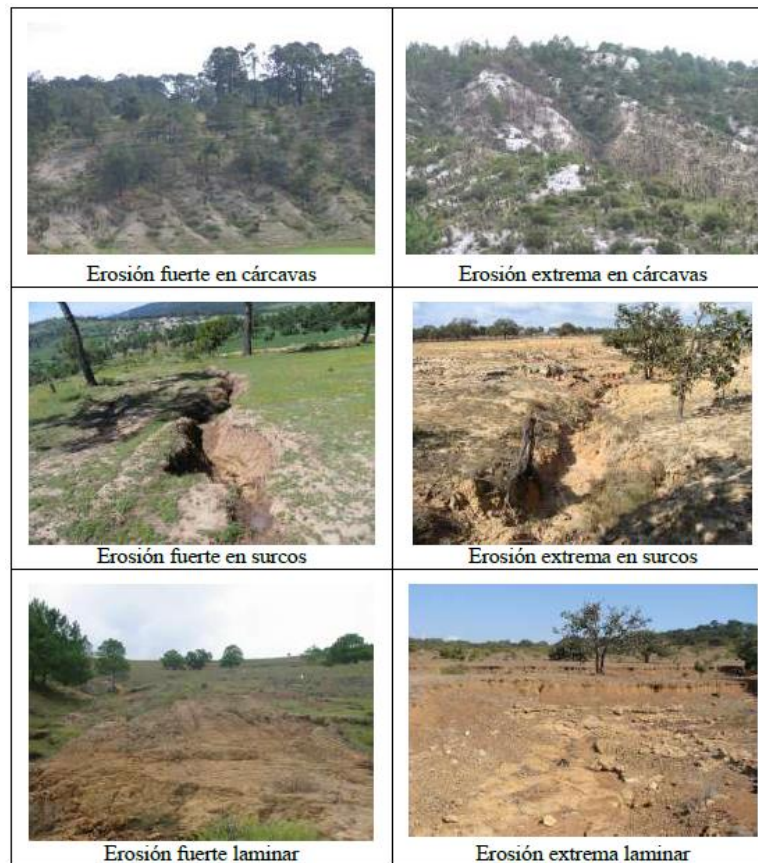 Erosión fuerte en cárcavas
Erosión extrema en cárcavas
Erosión fuerte en surcos
Erosión extrema en surcos
Erosión fuerte laminar
Erosión extrema laminar